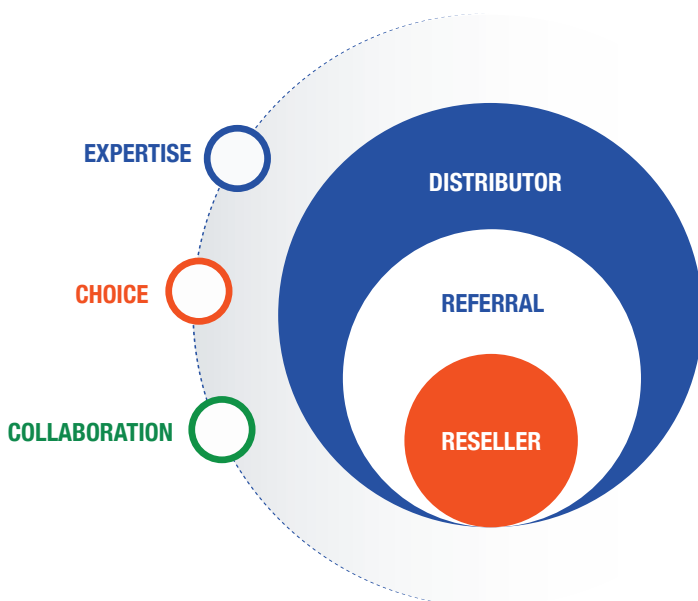 EXPERTISE
DISTRIBUTOR
CHOICE
REFERRAL
COLLABORATION
RESELLER